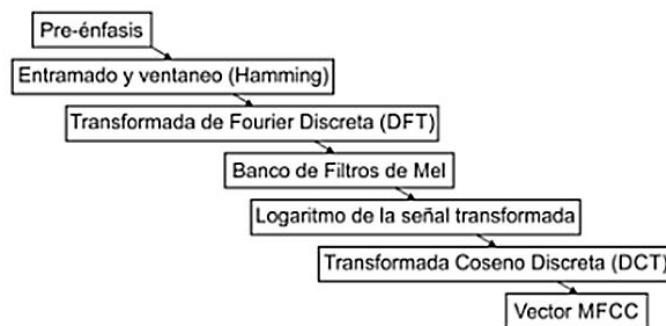 Pre-énfasis
Entramado y ventaneo (Hamming)
Transformada de Fourier Discreta (DFT)
Banco de Filtros de Mel
Logaritmo de la señal transformada
Transformada Coseno Discreta (DCT)
Vector MFCC